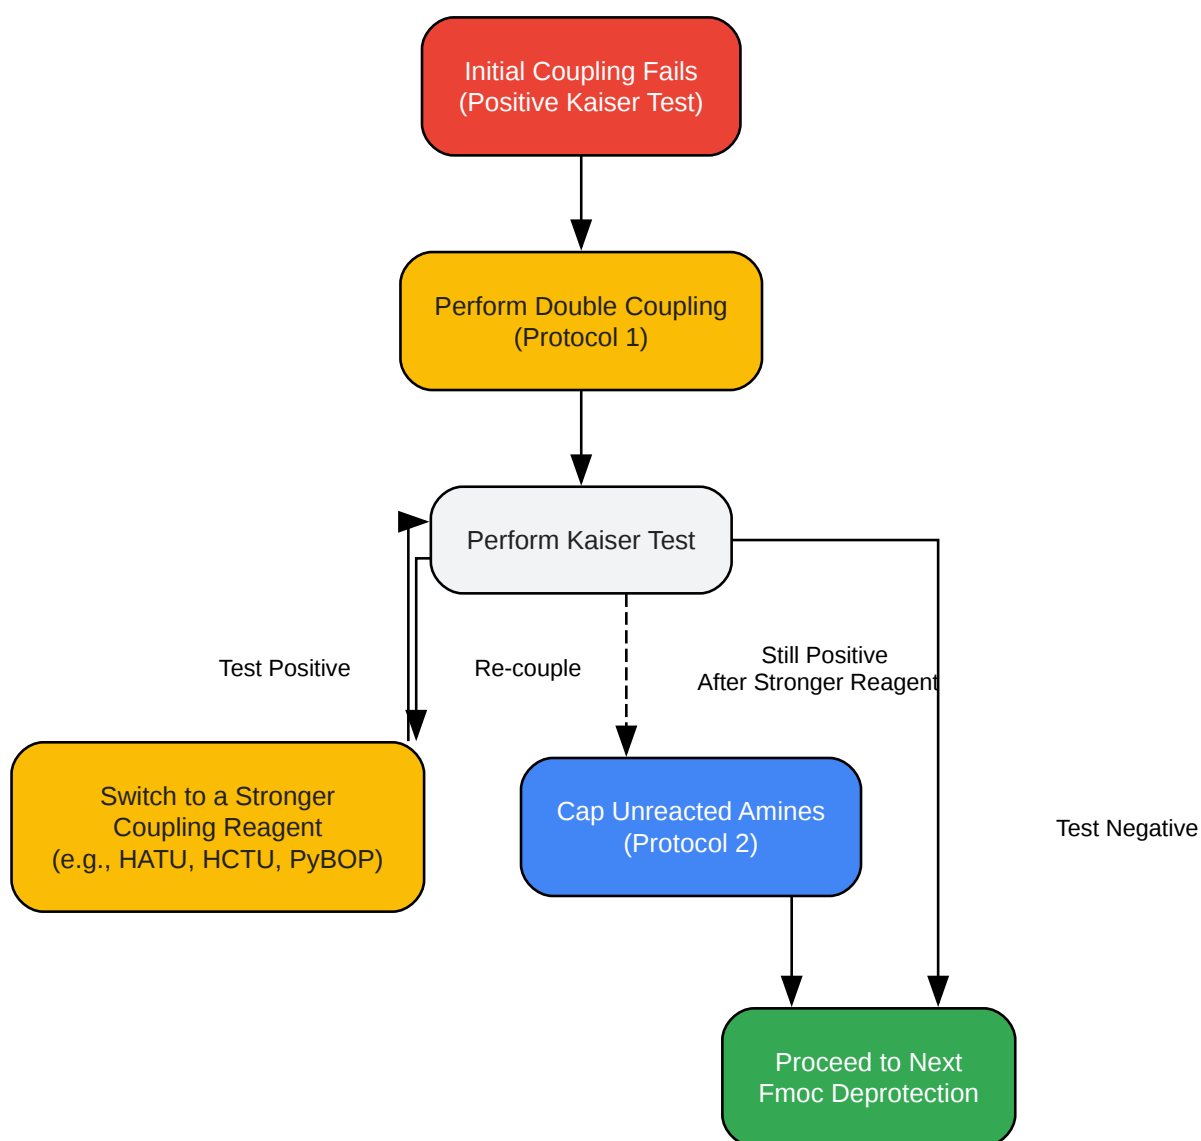 Initial Coupling Fails
(Positive Kaiser Test)
Perform Double Coupling
(Protocol 1)
Perform Kaiser Test
Test Positive
Re-couple
Still Positive
After Stronger Reagent
Switch to a Stronger
Coupling Reagent
(e.g., HATU, HCTU, PyBOP)
Cap Unreacted Amines
(Protocol 2)
Test Negative
Proceed to Next
Fmoc Deprotection